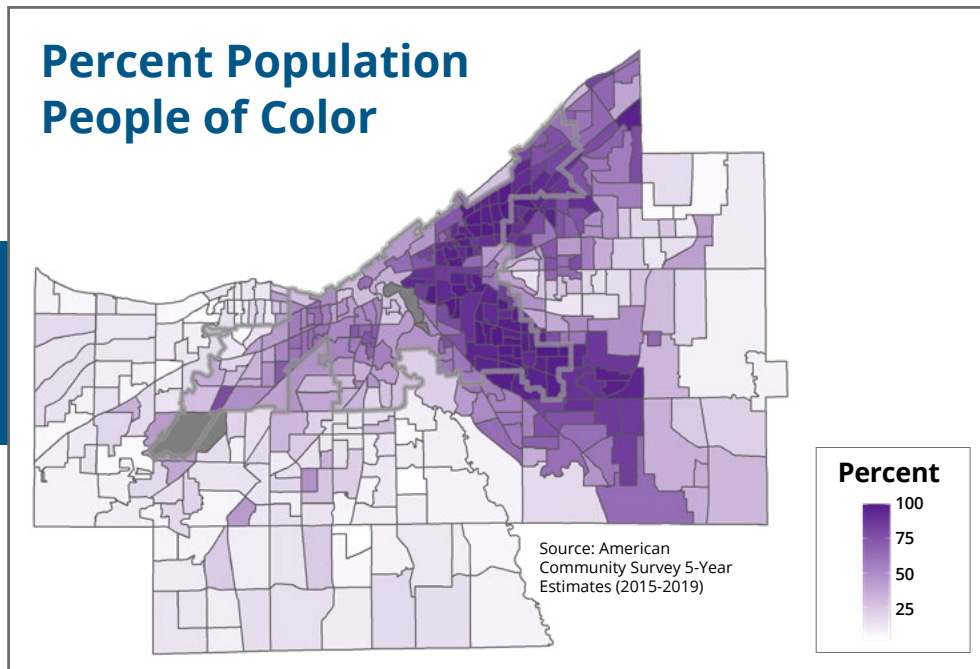 Percent Population
People of Color
Percent
100
75
50
25
Source: American
Community Survey 5-Year
Estimates (2015-2019)